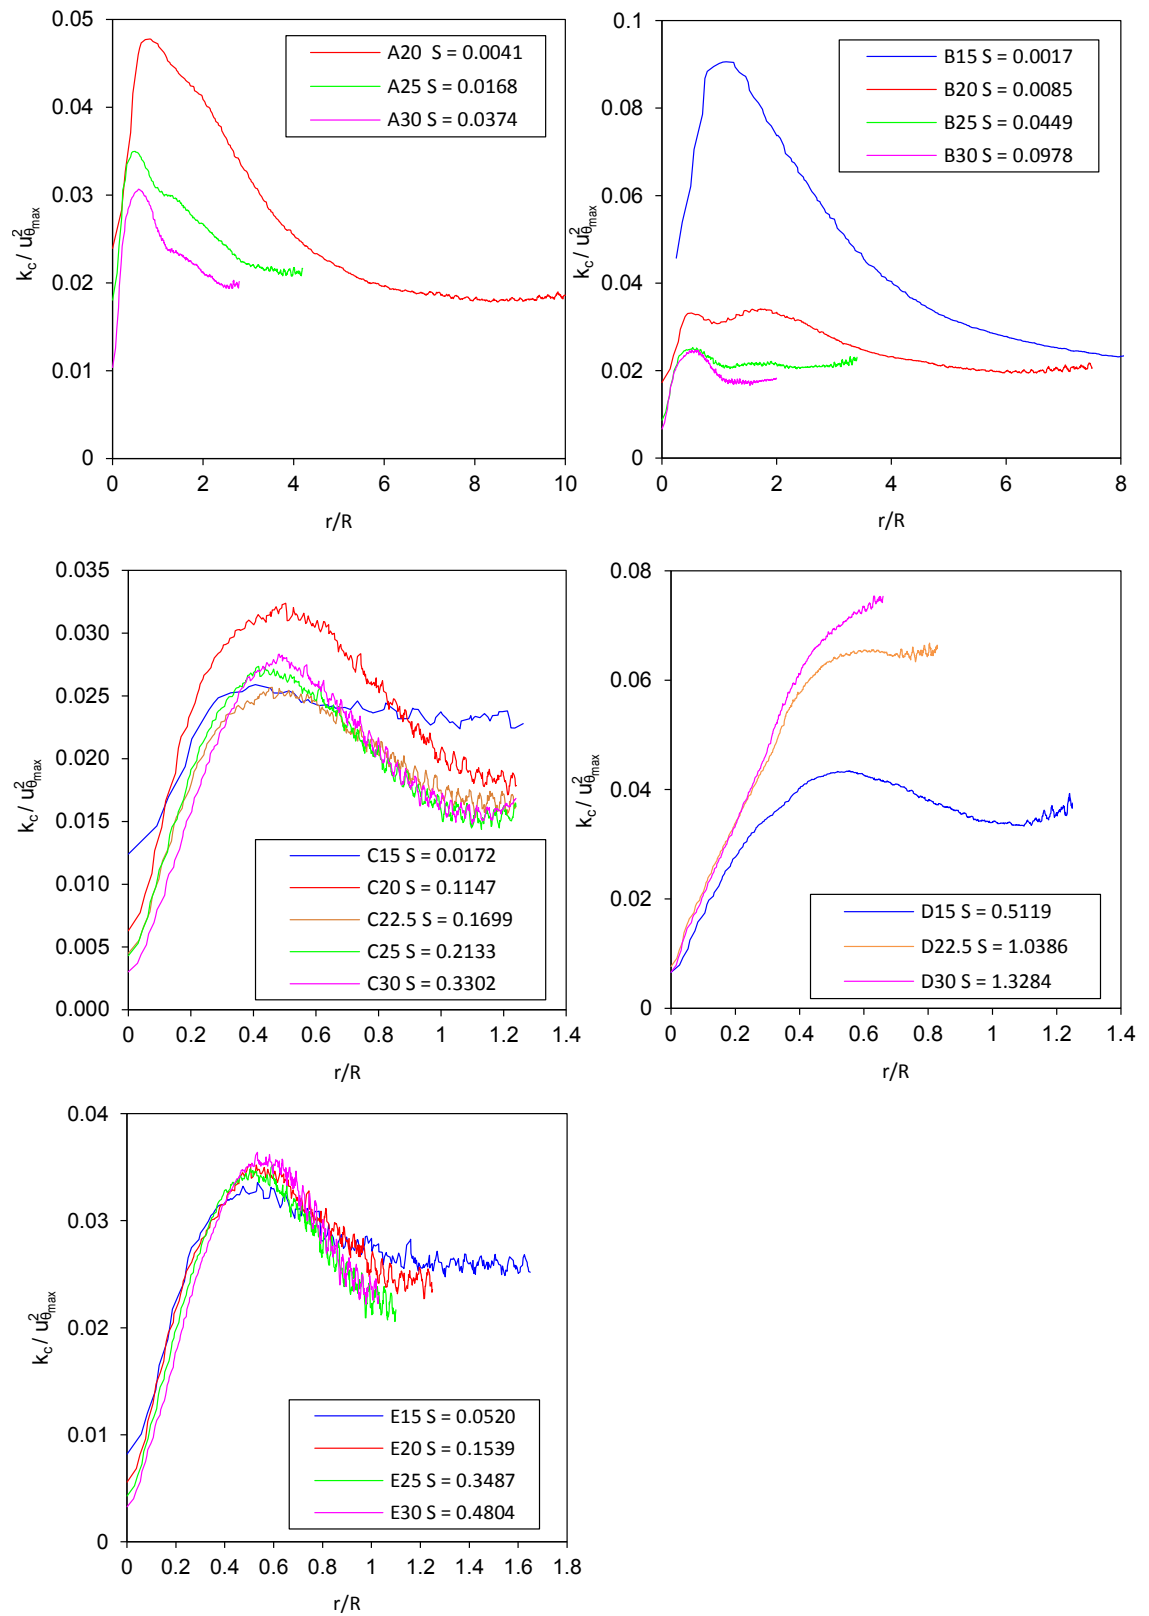 0.05
0.04
0.03
0.02
0.01
0
k_c / u²_θmax
A20 S = 0.0041
A25 S = 0.0168
A30 S = 0.0374
0 2 4 6 8 10
r/R
0.1
0.08
0.06
0.04
0.02
0
k_c / u²_θmax
B15 S = 0.0017
B20 S = 0.0085
B25 S = 0.0449
B30 S = 0.0978
0 2 4 6 8
r/R
0.035
0.030
0.025
0.020
0.015
0.010
0.005
0.000
k_c / u²_θmax
C15 S = 0.0172
C20 S = 0.1147
C22.5 S = 0.1699
C25 S = 0.2133
C30 S = 0.3302
0 0.2 0.4 0.6 0.8 1 1.2 1.4
r/R
0.08
0.06
0.04
0.02
0
k_c / u²_θmax
D15 S = 0.5119
D22.5 S = 1.0386
D30 S = 1.3284
0 0.2 0.4 0.6 0.8 1 1.2 1.4
r/R
0.04
0.03
0.02
0.01
0
k_c / u²_θmax
E15 S = 0.0520
E20 S = 0.1539
E25 S = 0.3487
E30 S = 0.4804
0 0.2 0.4 0.6 0.8 1 1.2 1.4 1.6 1.8
r/R